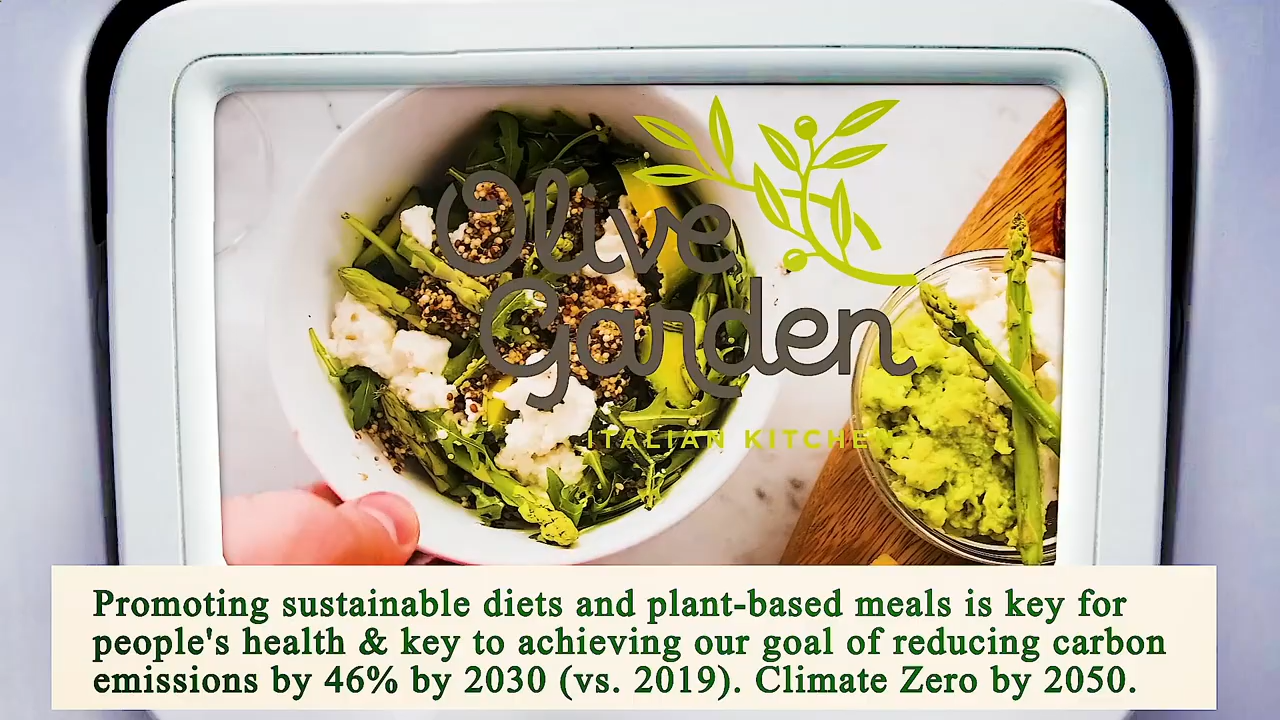 Olive
Garden
ITALIAN KITCHEN
Promoting sustainable diets and plant-based meals is key for
people's health & key to achieving our goal of reducing carbon
emissions by 46% by 2030 (vs. 2019). Climate Zero by 2050.